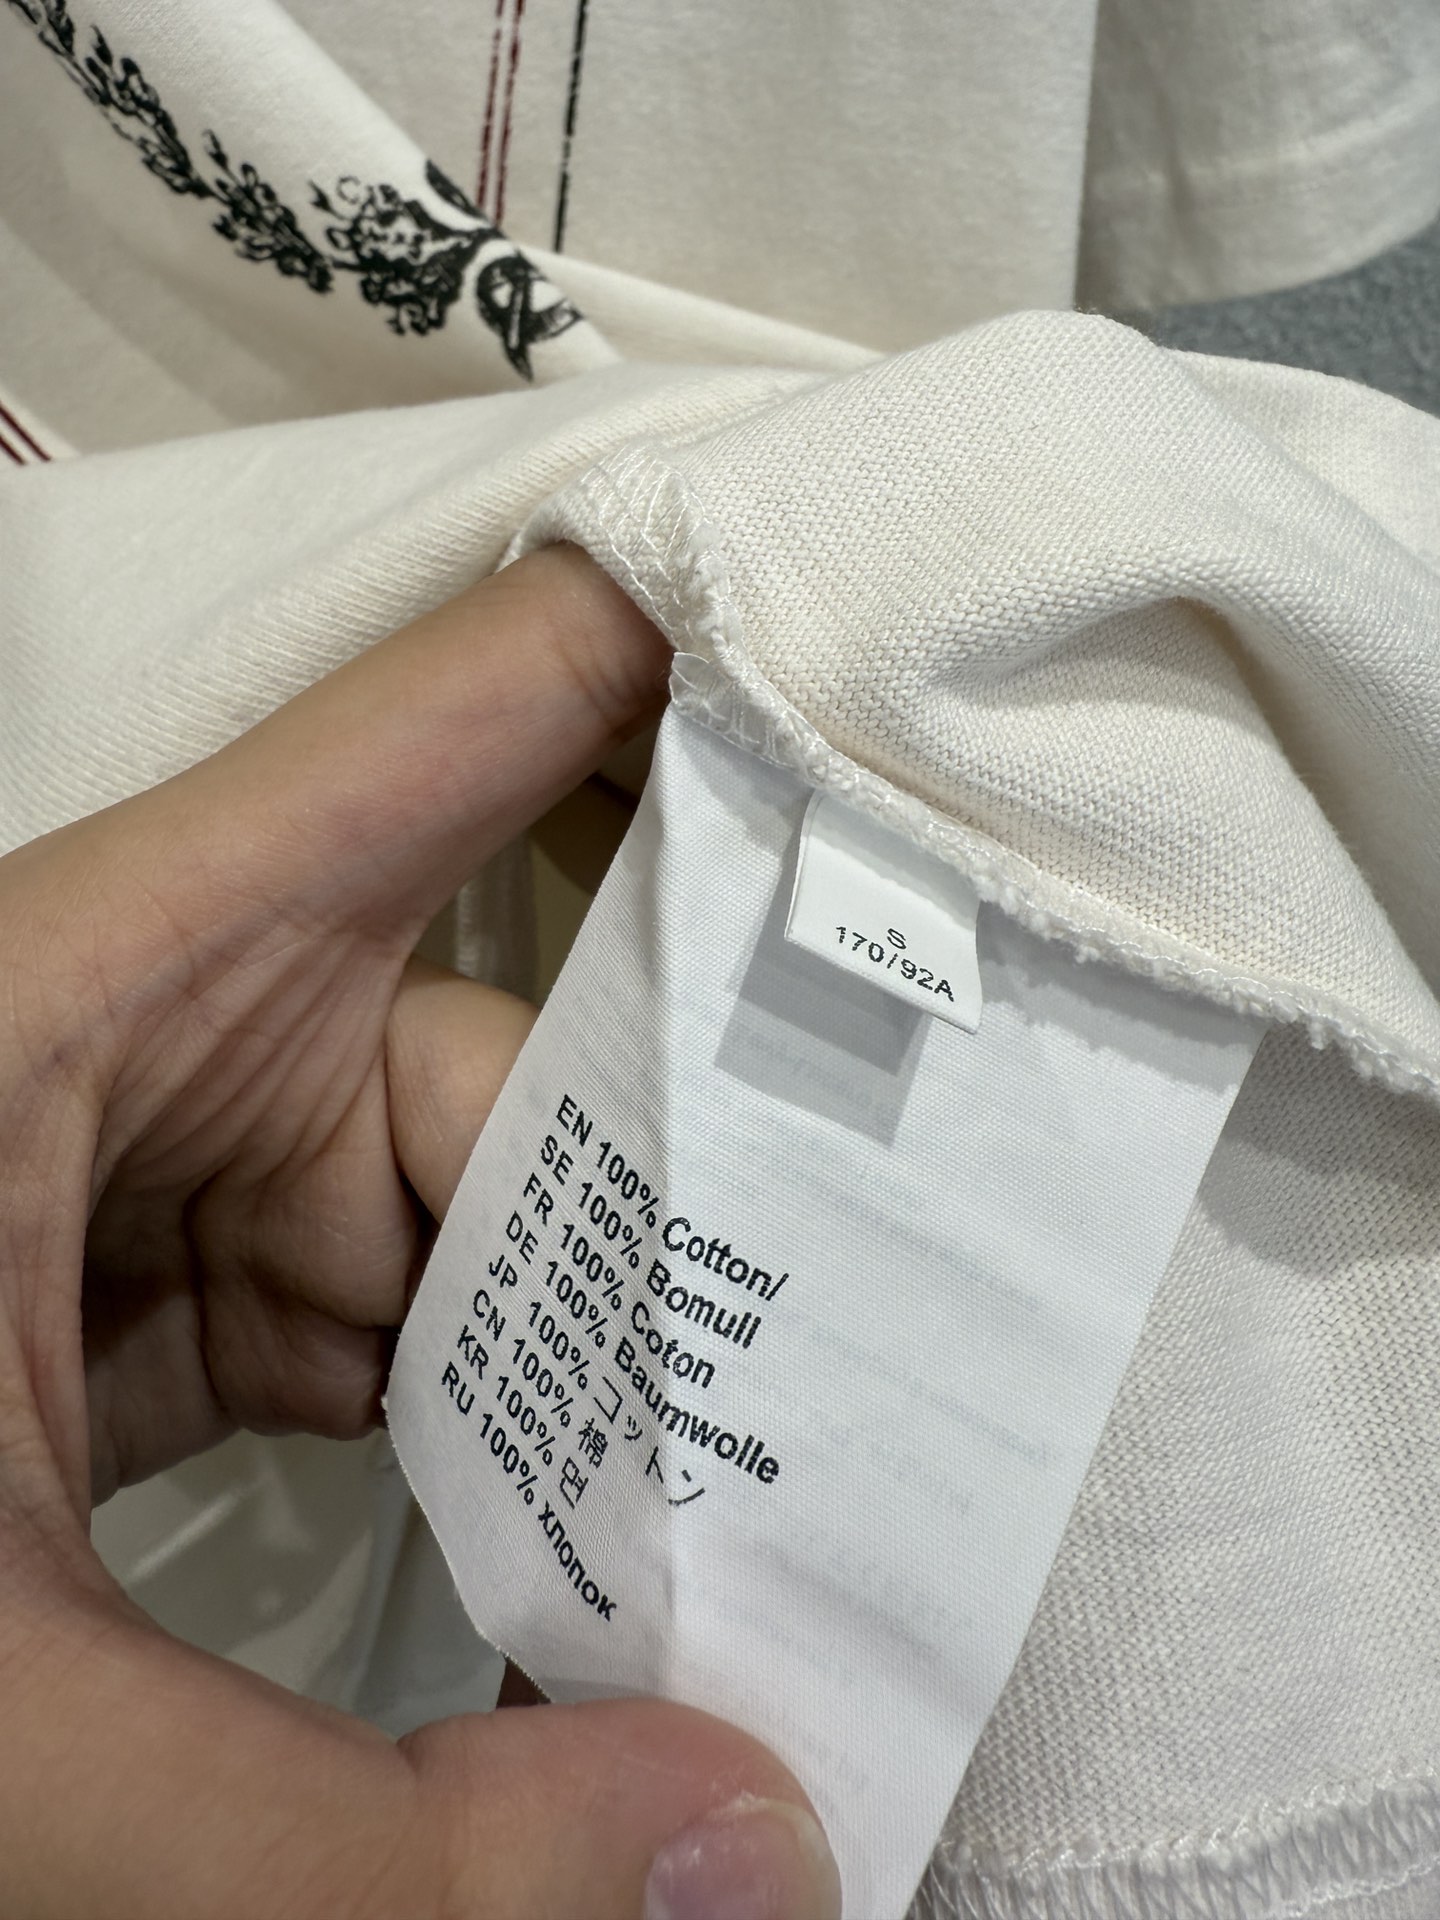 S
170/92A
EN 100% Cotton/
SE 100% Bomull
FR 100% Coton
DE 100% Baumwolle
JP 100% コットン
CN 100% 棉
KR 100% 면
RU 100% хлопок